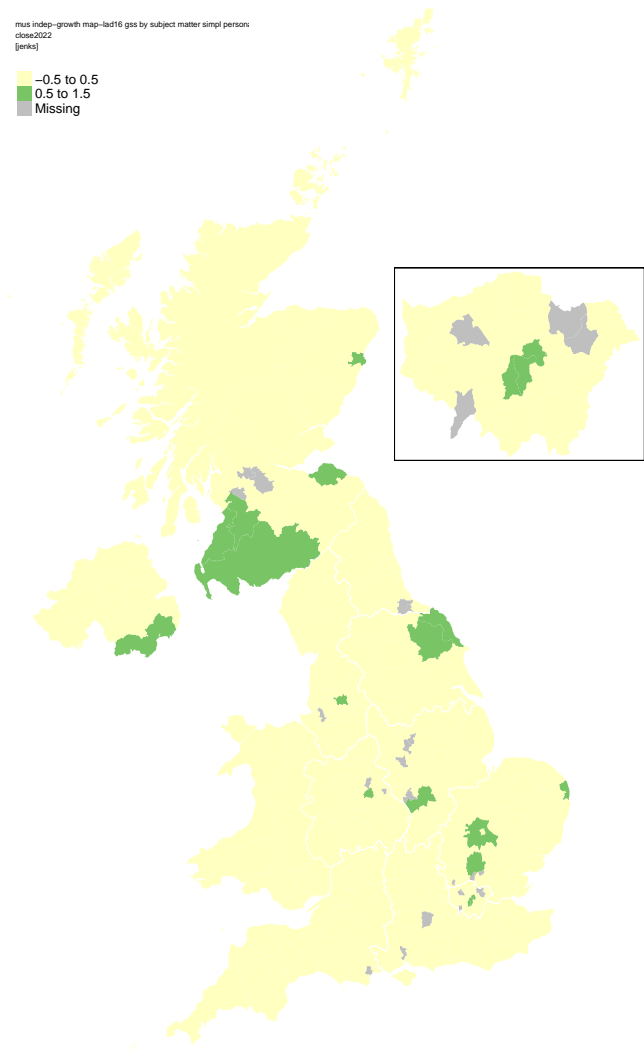 mus indep−growth map−lad16 gss by subject matter simpl persona
close2022
[jenks]
−0.5 to 0.5
0.5 to 1.5
Missing